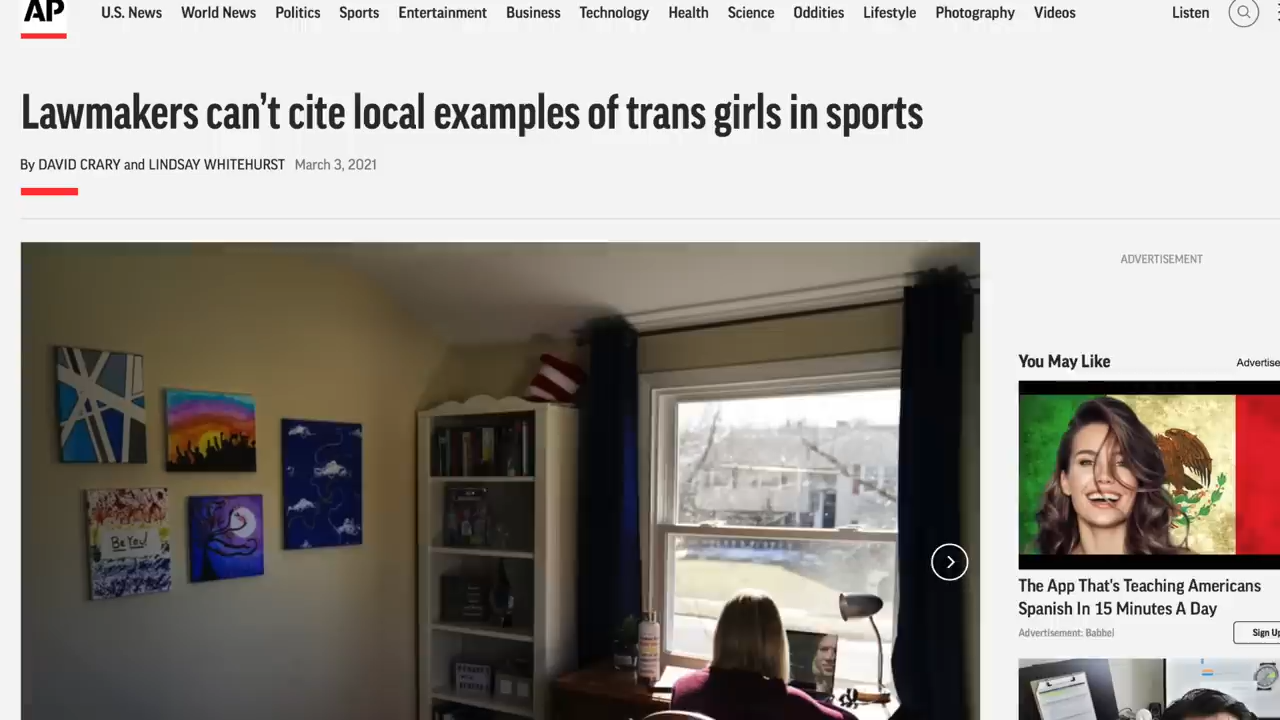 AP
U.S. News World News Politics Sports Entertainment Business Technology Health Science Oddities Lifestyle Photography Videos Listen
Lawmakers can't cite local examples of trans girls in sports
By DAVID CRARY and LINDSAY WHITEHURST March 3, 2021
ADVERTISEMENT
You May Like
Advertise
Be You!
The App That's Teaching Americans
Spanish In 15 Minutes A Day
Advertisement: Babbel
Sign Up